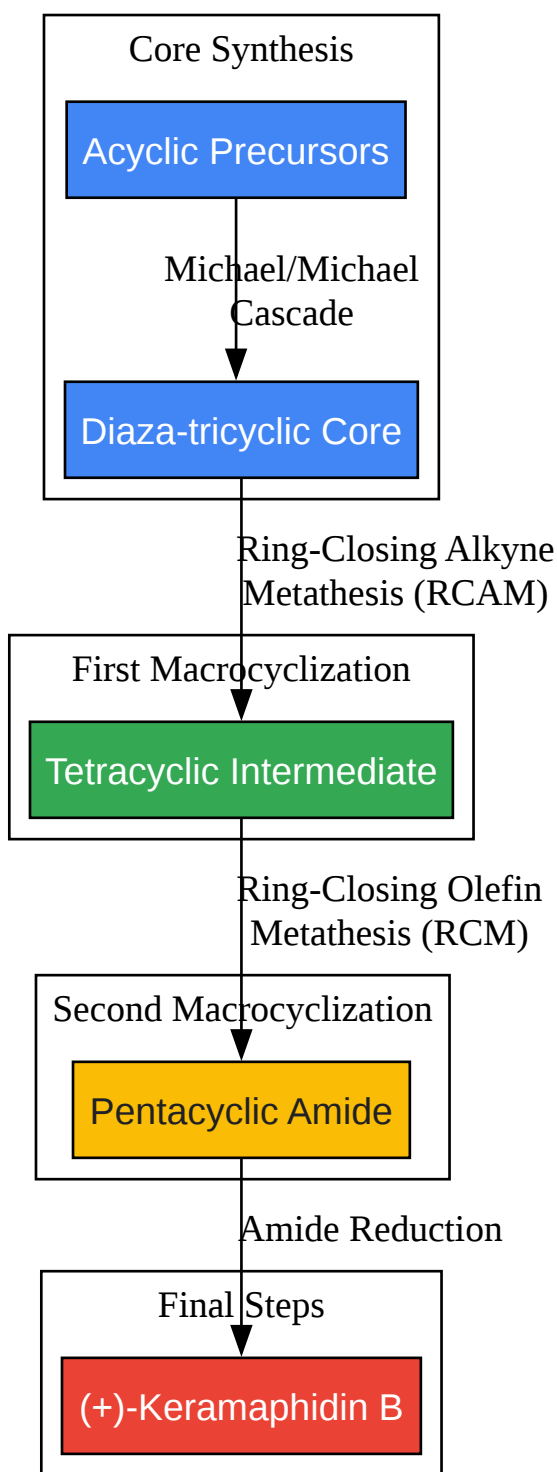 Core Synthesis
Acyclic Precursors
Michael/Michael
Cascade
Diaza-tricyclic Core
Ring-Closing Alkyne
Metathesis (RCAM)
First Macrocyclization
Tetracyclic Intermediate
Ring-Closing Olefin
Metathesis (RCM)
Second Macrocyclization
Pentacyclic Amide
Amide Reduction
Final Steps
(+)-Keramaphidin B